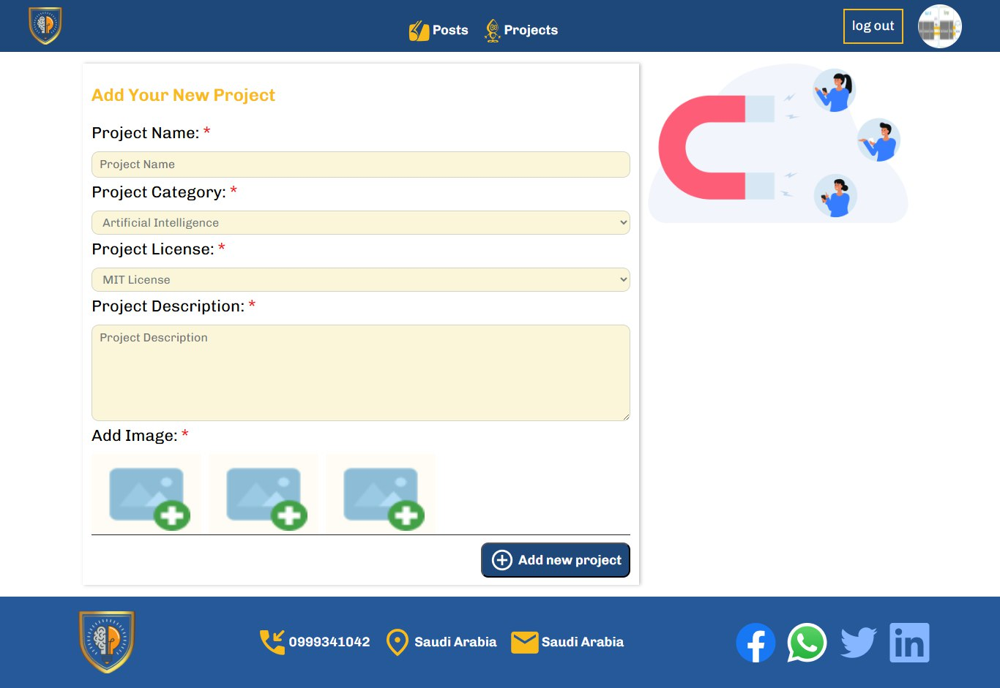 Posts
Projects
log out
Add Your New Project
Project Name: *
Project Name
Project Category: *
Artificial Intelligence
Project License: *
MIT License
Project Description: *
Project Description
Add Image: *
Add new project
0999341042
Saudi Arabia
Saudi Arabia
in